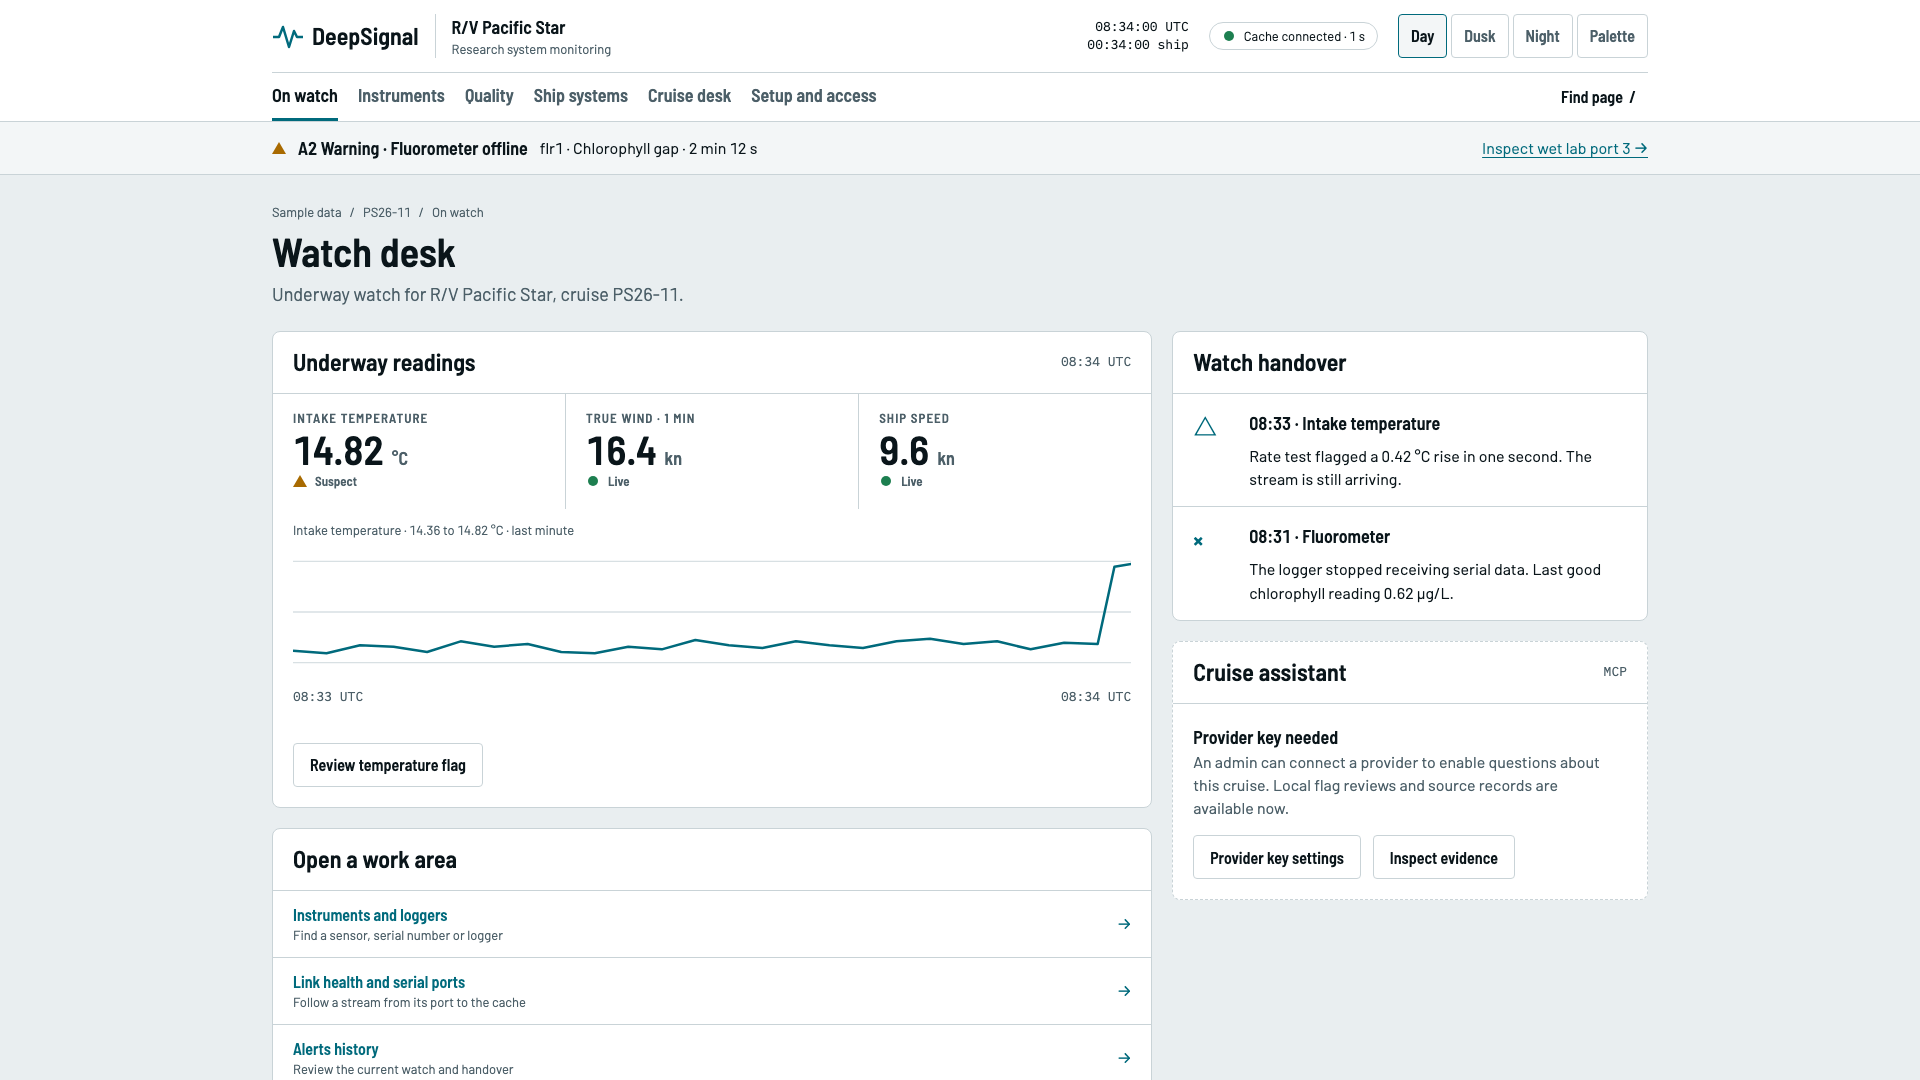 DeepSignal
R/V Pacific Star
Research system monitoring
08:34:00 UTC
00:34:00 ship
Cache connected · 1 s
Day
Dusk
Night
Palette
On watch
Instruments
Quality
Ship systems
Cruise desk
Setup and access
Find page /
A2 Warning · Fluorometer offline
flr1 · Chlorophyll gap · 2 min 12 s
Inspect wet lab port 3 →
Sample data / PS26-11 / On watch
Watch desk
Underway watch for R/V Pacific Star, cruise PS26-11.
Underway readings
08:34 UTC
INTAKE TEMPERATURE
14.82 °C
Suspect
TRUE WIND · 1 MIN
16.4 kn
Live
SHIP SPEED
9.6 kn
Live
Intake temperature · 14.36 to 14.82 °C · last minute
08:33 UTC
08:34 UTC
Review temperature flag
Open a work area
Instruments and loggers
Find a sensor, serial number or logger
→
Link health and serial ports
Follow a stream from its port to the cache
→
Alerts history
Review the current watch and handover
→
Watch handover
08:33 · Intake temperature
Rate test flagged a 0.42 °C rise in one second. The
stream is still arriving.
08:31 · Fluorometer
The logger stopped receiving serial data. Last good
chlorophyll reading 0.62 µg/L.
Cruise assistant
MCP
Provider key needed
An admin can connect a provider to enable questions about
this cruise. Local flag reviews and source records are
available now.
Provider key settings
Inspect evidence